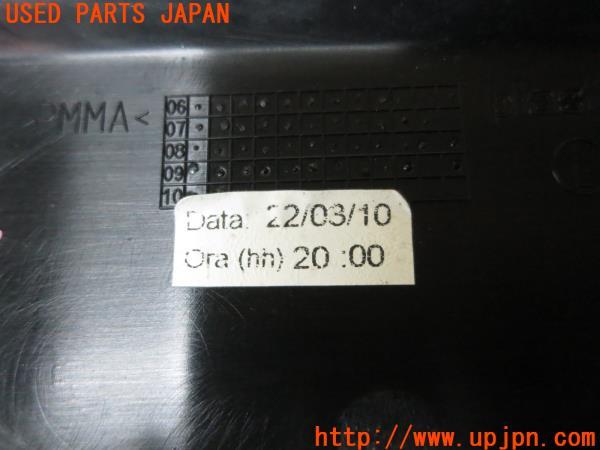 USED PARTS JAPAN
PMMA<
06
07
08
09
10
Data: 22/03/10
Ora (hh) 20 :00
http://www.upjpn.com